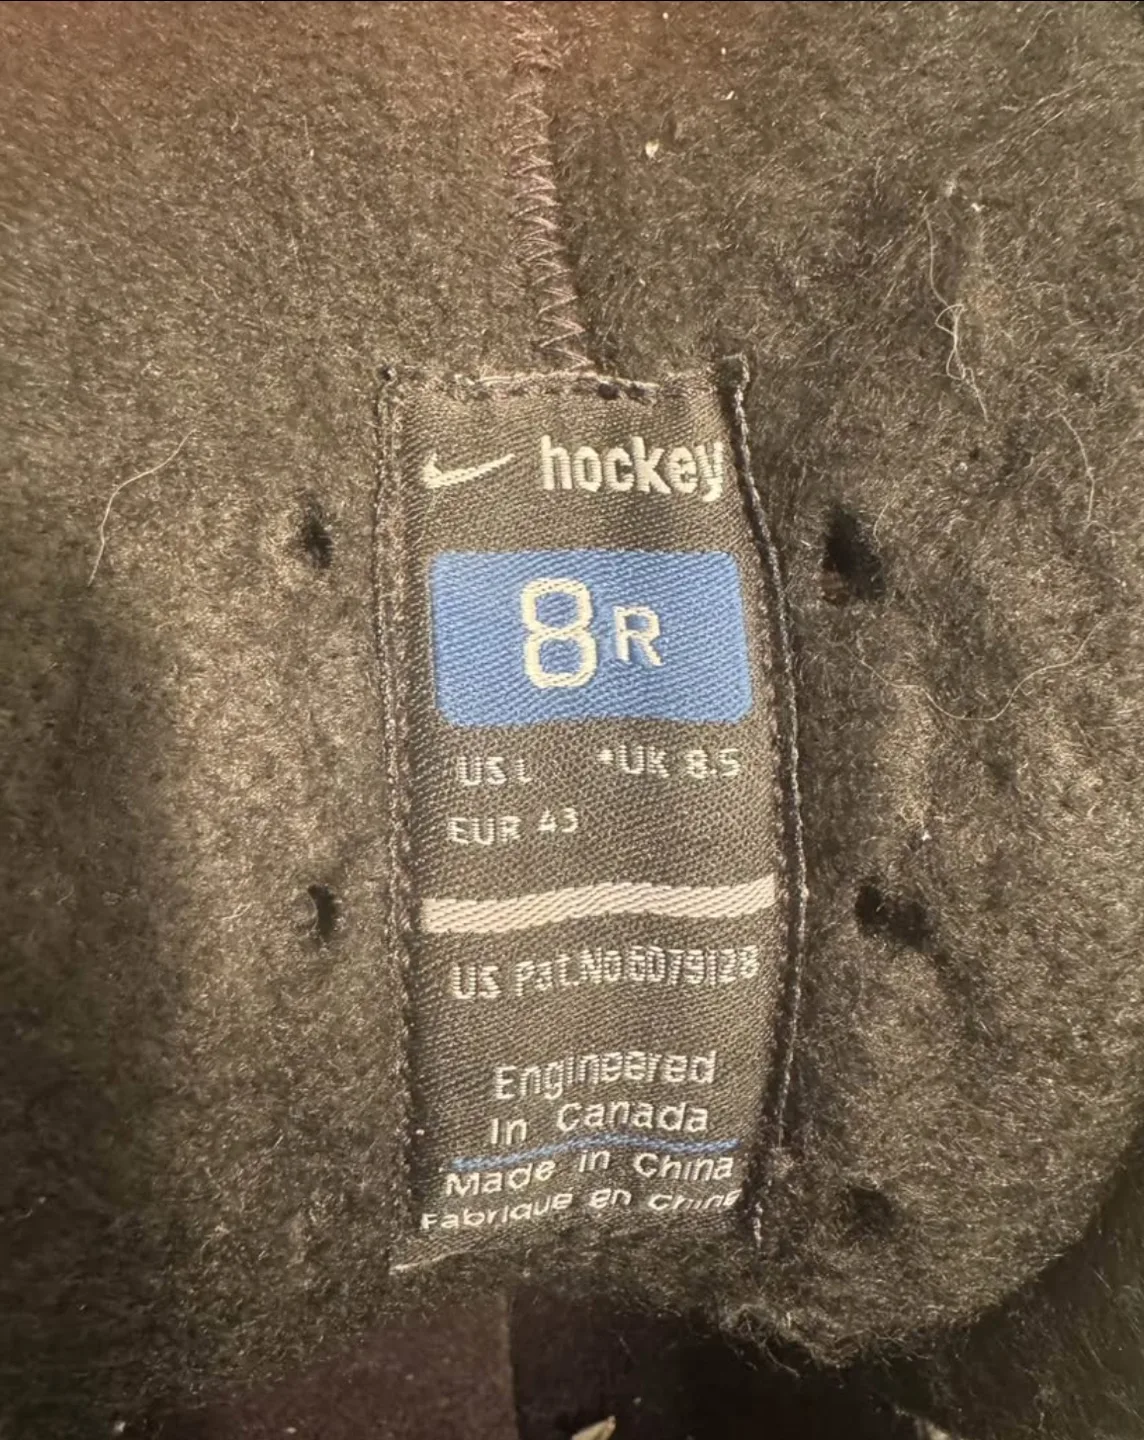 hockey
8R
US L •UK 8.5
EUR 43
US Pat.No 6079128
Engineered
In Canada
Made in China
Fabrique en Chine